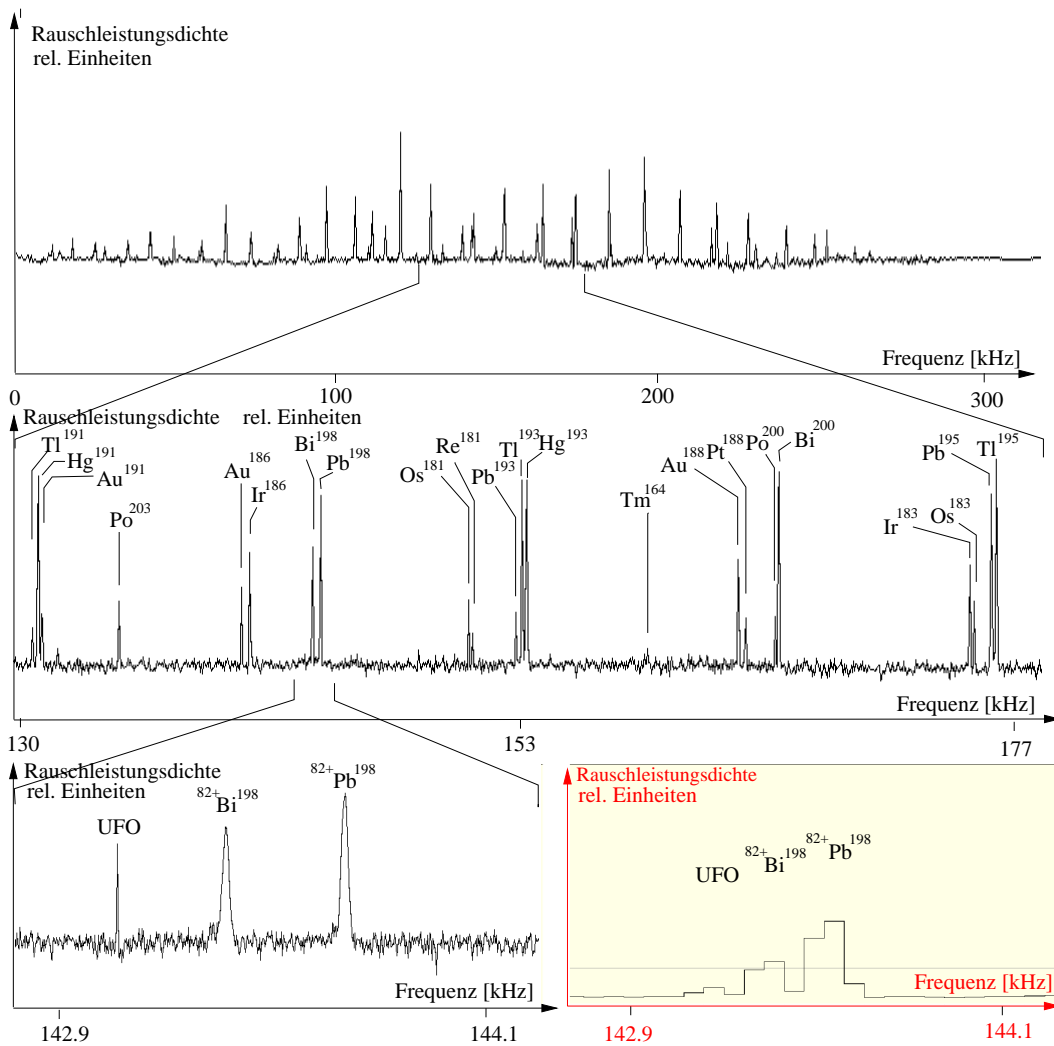 Rauschleistungsdichte
rel. Einheiten
Frequenz [kHz]
0 100 200 300
Rauschleistungsdichte rel. Einheiten
Tl¹⁹¹
Hg¹⁹¹
Au¹⁹¹
Po²⁰³
Au¹⁸⁶
Ir¹⁸⁶
Bi¹⁹⁸
Pb¹⁹⁸
Os¹⁸¹
Re¹⁸¹
Pb¹⁹³
Tl¹⁹³
Hg¹⁹³
Tm¹⁶⁴
Au¹⁸⁸
Pt¹⁸⁸
Po²⁰⁰
Bi²⁰⁰
Ir¹⁸³
Os¹⁸³
Pb¹⁹⁵
Tl¹⁹⁵
Frequenz [kHz]
130 153 177
Rauschleistungsdichte
rel. Einheiten
UFO
⁸²⁺Bi¹⁹⁸
⁸²⁺Pb¹⁹⁸
Frequenz [kHz]
142.9 144.1
Rauschleistungsdichte
rel. Einheiten
UFO
⁸²⁺Bi¹⁹⁸
⁸²⁺Pb¹⁹⁸
Frequenz [kHz]
142.9 144.1